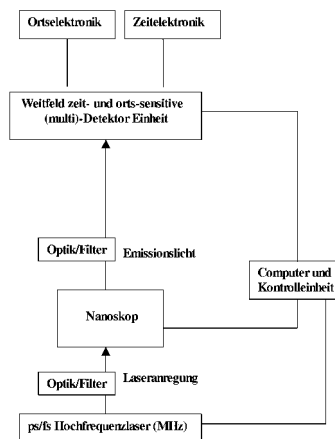 Ortselektronik
Zeitelektronik
Weitfeld zeit- und orts-sensitive
(multi)-Detektor Einheit
Optik/Filter
Emissionslicht
Computer und
Kontrolleinheit
Nanoskop
Optik/Filter
Laseranregung
ps/fs Hochfrequenzlaser (MHz)